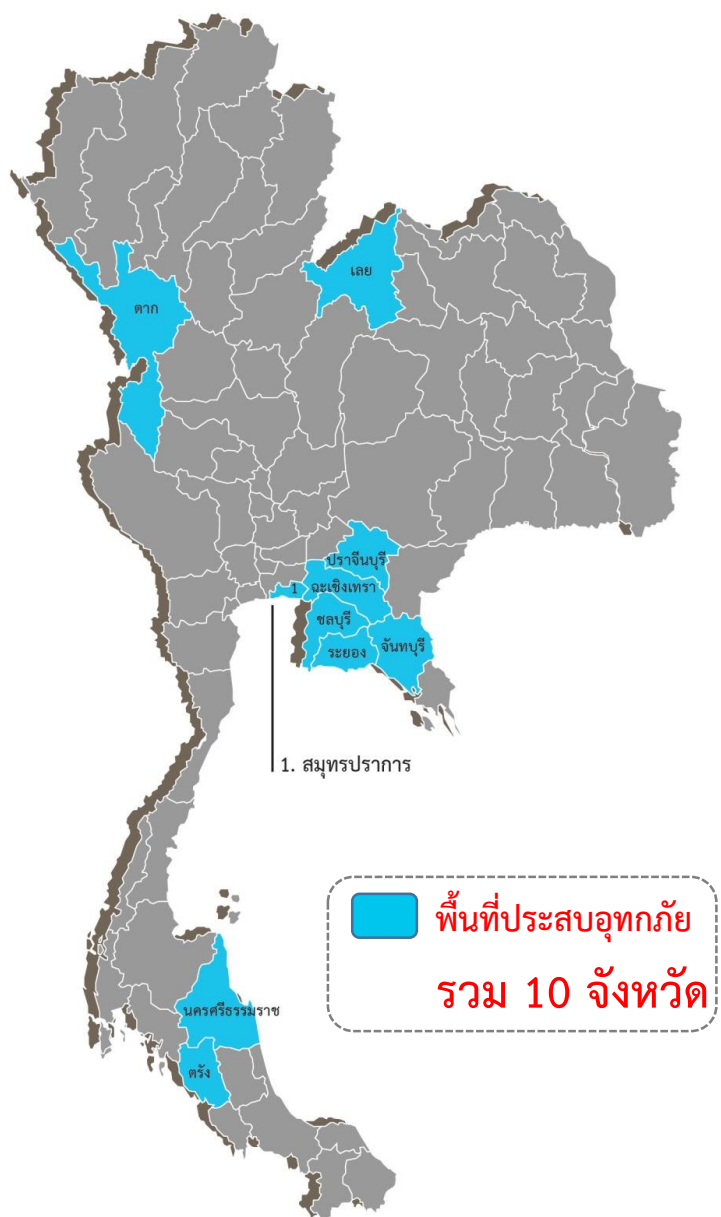 เลย
ตาก
ปราจีนบุรี
1
ฉะเชิงเทรา
ชลบุรี
ระยอง
จันทบุรี
1. สมุทรปราการ
พื้นที่ประสบอุทกภัย
รวม 10 จังหวัด
นครศรีธรรมราช
ตรัง